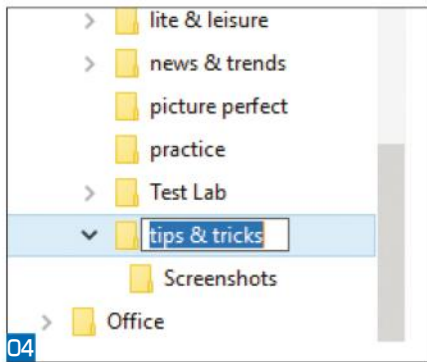 lite & leisure
news & trends
picture perfect
practice
Test Lab
tips & tricks
Screenshots
Office
04